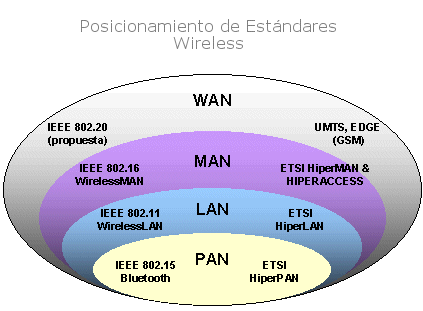 Posicionamiento de Estándares
Wireless
WAN
IEEE 802.20
(propuesta)
UMTS, EDGE
(GSM)
MAN
IEEE 802.16
WirelessMAN
ETSI HiperMAN &
HIPERACCESS
LAN
IEEE 802.11
WirelessLAN
ETSI
HiperLAN
PAN
IEEE 802.15
Bluetooth
ETSI
HiperPAN